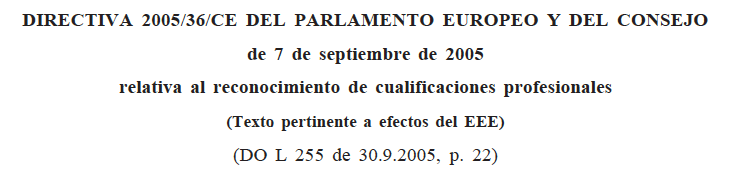 DIRECTIVA 2005/36/CE DEL PARLAMENTO EUROPEO Y DEL CONSEJO
de 7 de septiembre de 2005
relativa al reconocimiento de cualificaciones profesionales
(Texto pertinente a efectos del EEE)
(DO L 255 de 30.9.2005, p. 22)